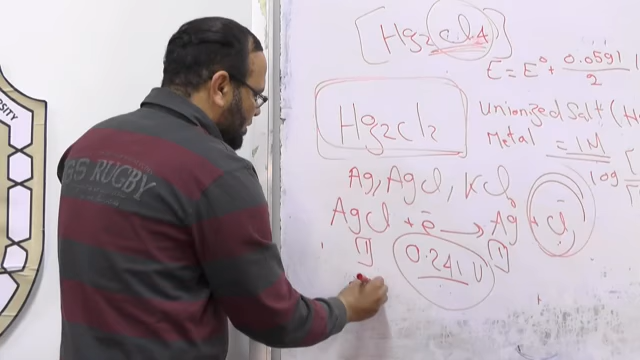 [Hg2Cl4]
E = E° + 0.0591
2
Hg2Cl2
Unionized Salt
Metal = 1M
log
Ag, AgCl, KCl
AgCl + ē → Ag + Cl⁻
0.241 V
RUGBY